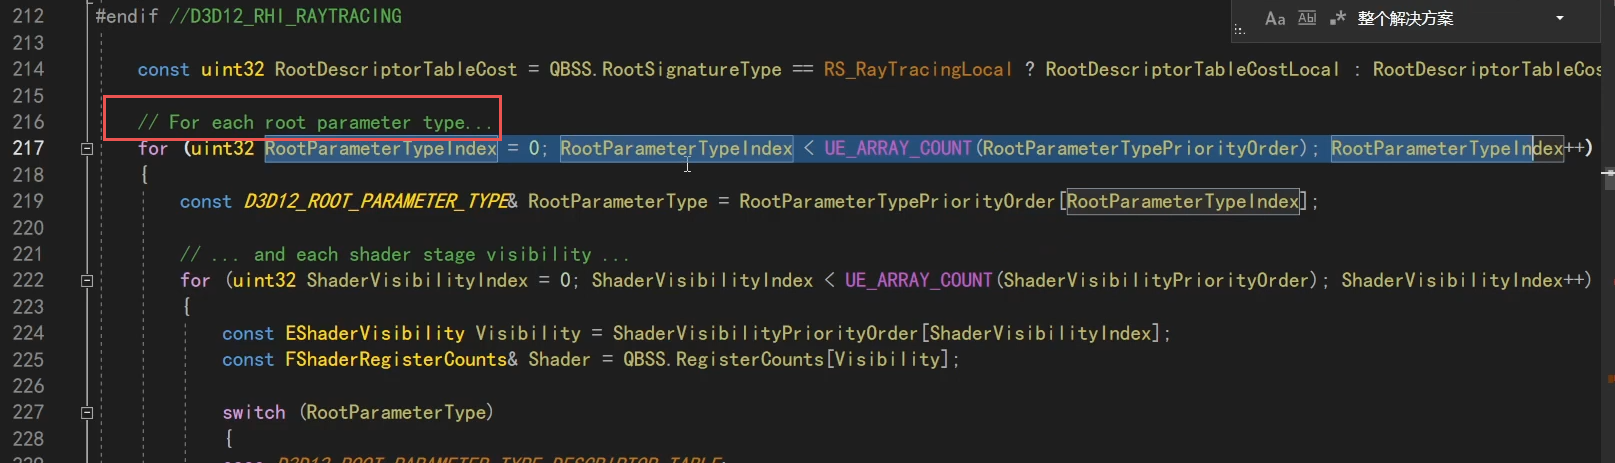 Aa Abl .* 整个解决方案
212 #endif //D3D12_RHI_RAYTRACING
213
214 const uint32 RootDescriptorTableCost = QBSS.RootSignatureType == RS_RayTracingLocal ? RootDescriptorTableCostLocal : RootDescriptorTableCos
215
216 // For each root parameter type...
217 for (uint32 RootParameterTypeIndex = 0; RootParameterTypeIndex < UE_ARRAY_COUNT(RootParameterTypePriorityOrder); RootParameterTypeIndex++)
218 {
219 const D3D12_ROOT_PARAMETER_TYPE& RootParameterType = RootParameterTypePriorityOrder[RootParameterTypeIndex];
220
221 // ... and each shader stage visibility ...
222 for (uint32 ShaderVisibilityIndex = 0; ShaderVisibilityIndex < UE_ARRAY_COUNT(ShaderVisibilityPriorityOrder); ShaderVisibilityIndex++)
223 {
224 const EShaderVisibility Visibility = ShaderVisibilityPriorityOrder[ShaderVisibilityIndex];
225 const FShaderRegisterCounts& Shader = QBSS.RegisterCounts[Visibility];
226
227 switch (RootParameterType)
228 {